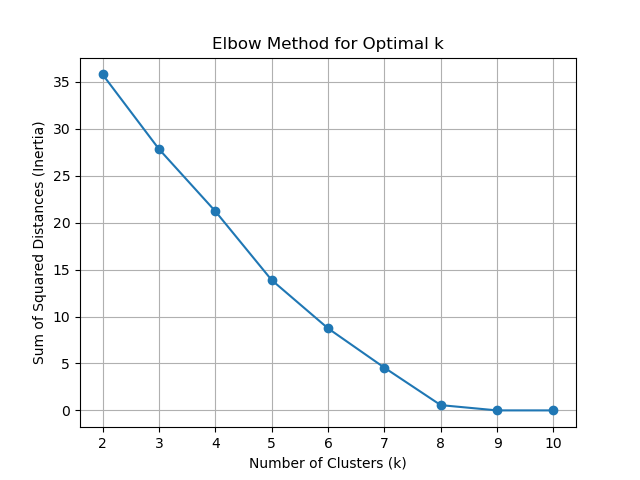 Elbow Method for Optimal k
Sum of Squared Distances (Inertia)
35
30
25
20
15
10
5
0
2 3 4 5 6 7 8 9 10
Number of Clusters (k)